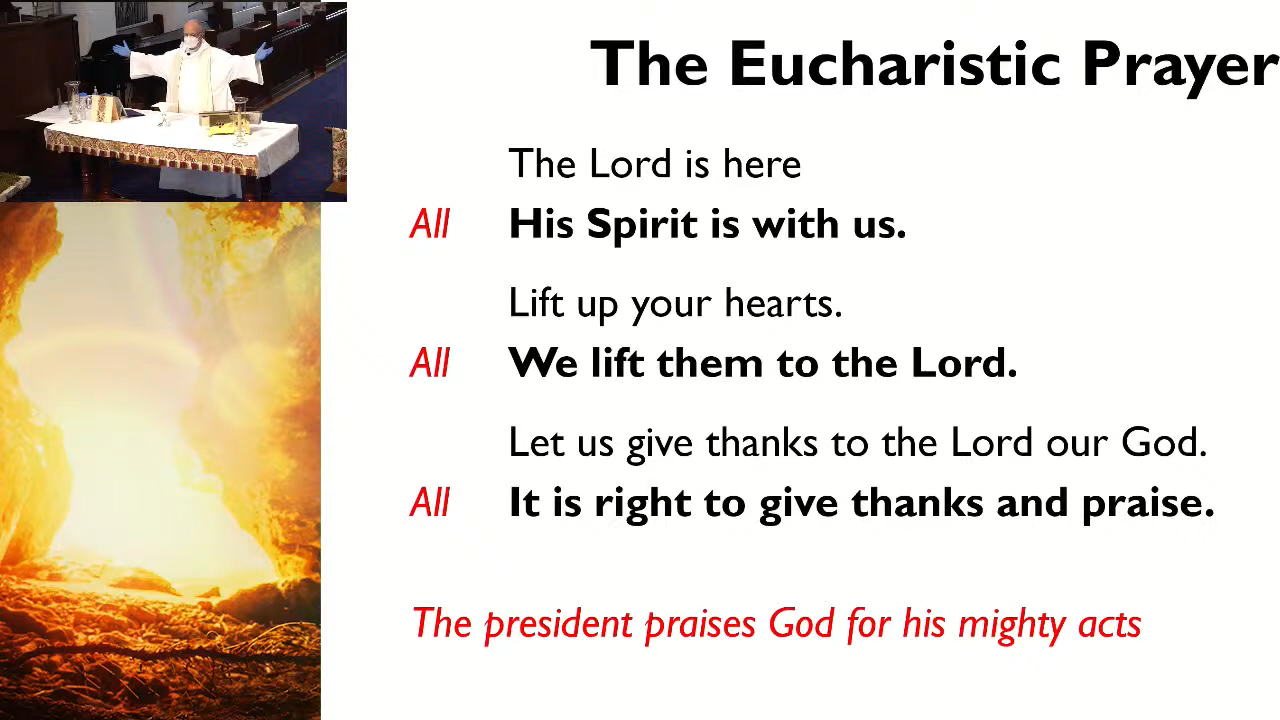 The Eucharistic Prayer
The Lord is here
All His Spirit is with us.
Lift up your hearts.
All We lift them to the Lord.
Let us give thanks to the Lord our God.
All It is right to give thanks and praise.
The president praises God for his mighty acts